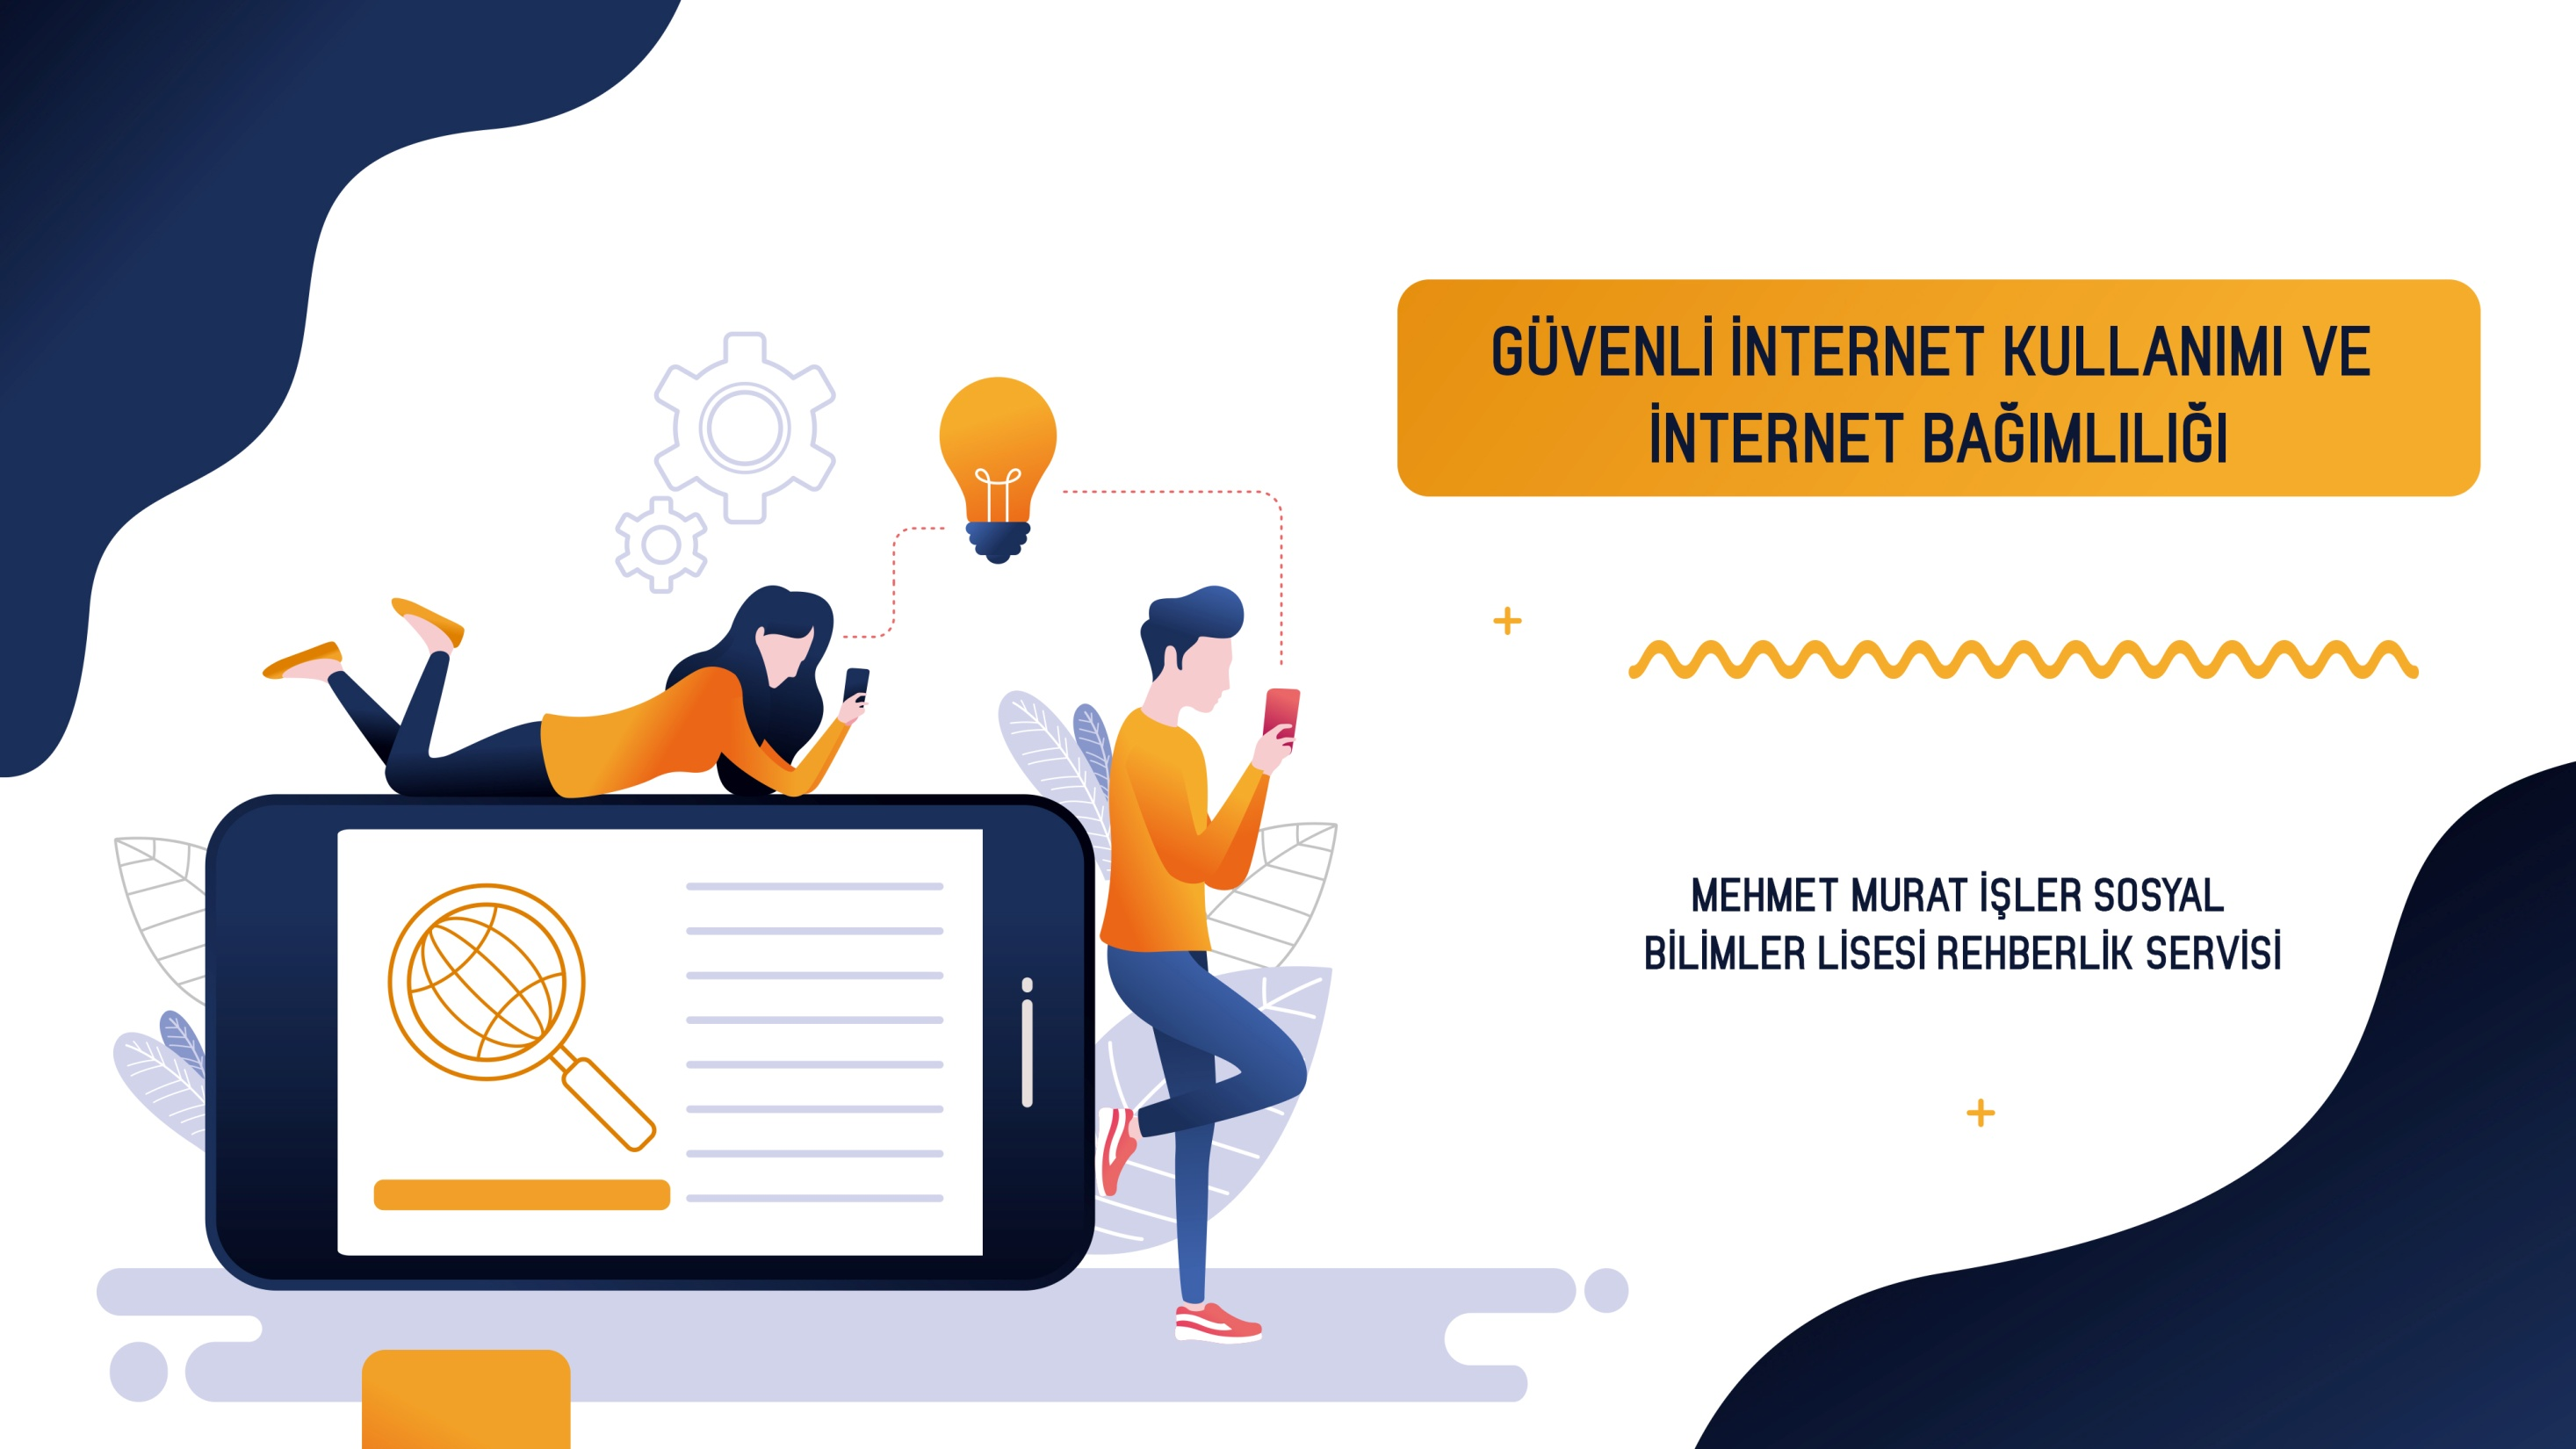 GÜVENLİ İNTERNET KULLANIMI VE
İNTERNET BAĞIMLILIĞI
MEHMET MURAT İŞLER SOSYAL
BİLİMLER LİSESİ REHBERLİK SERVİSİ